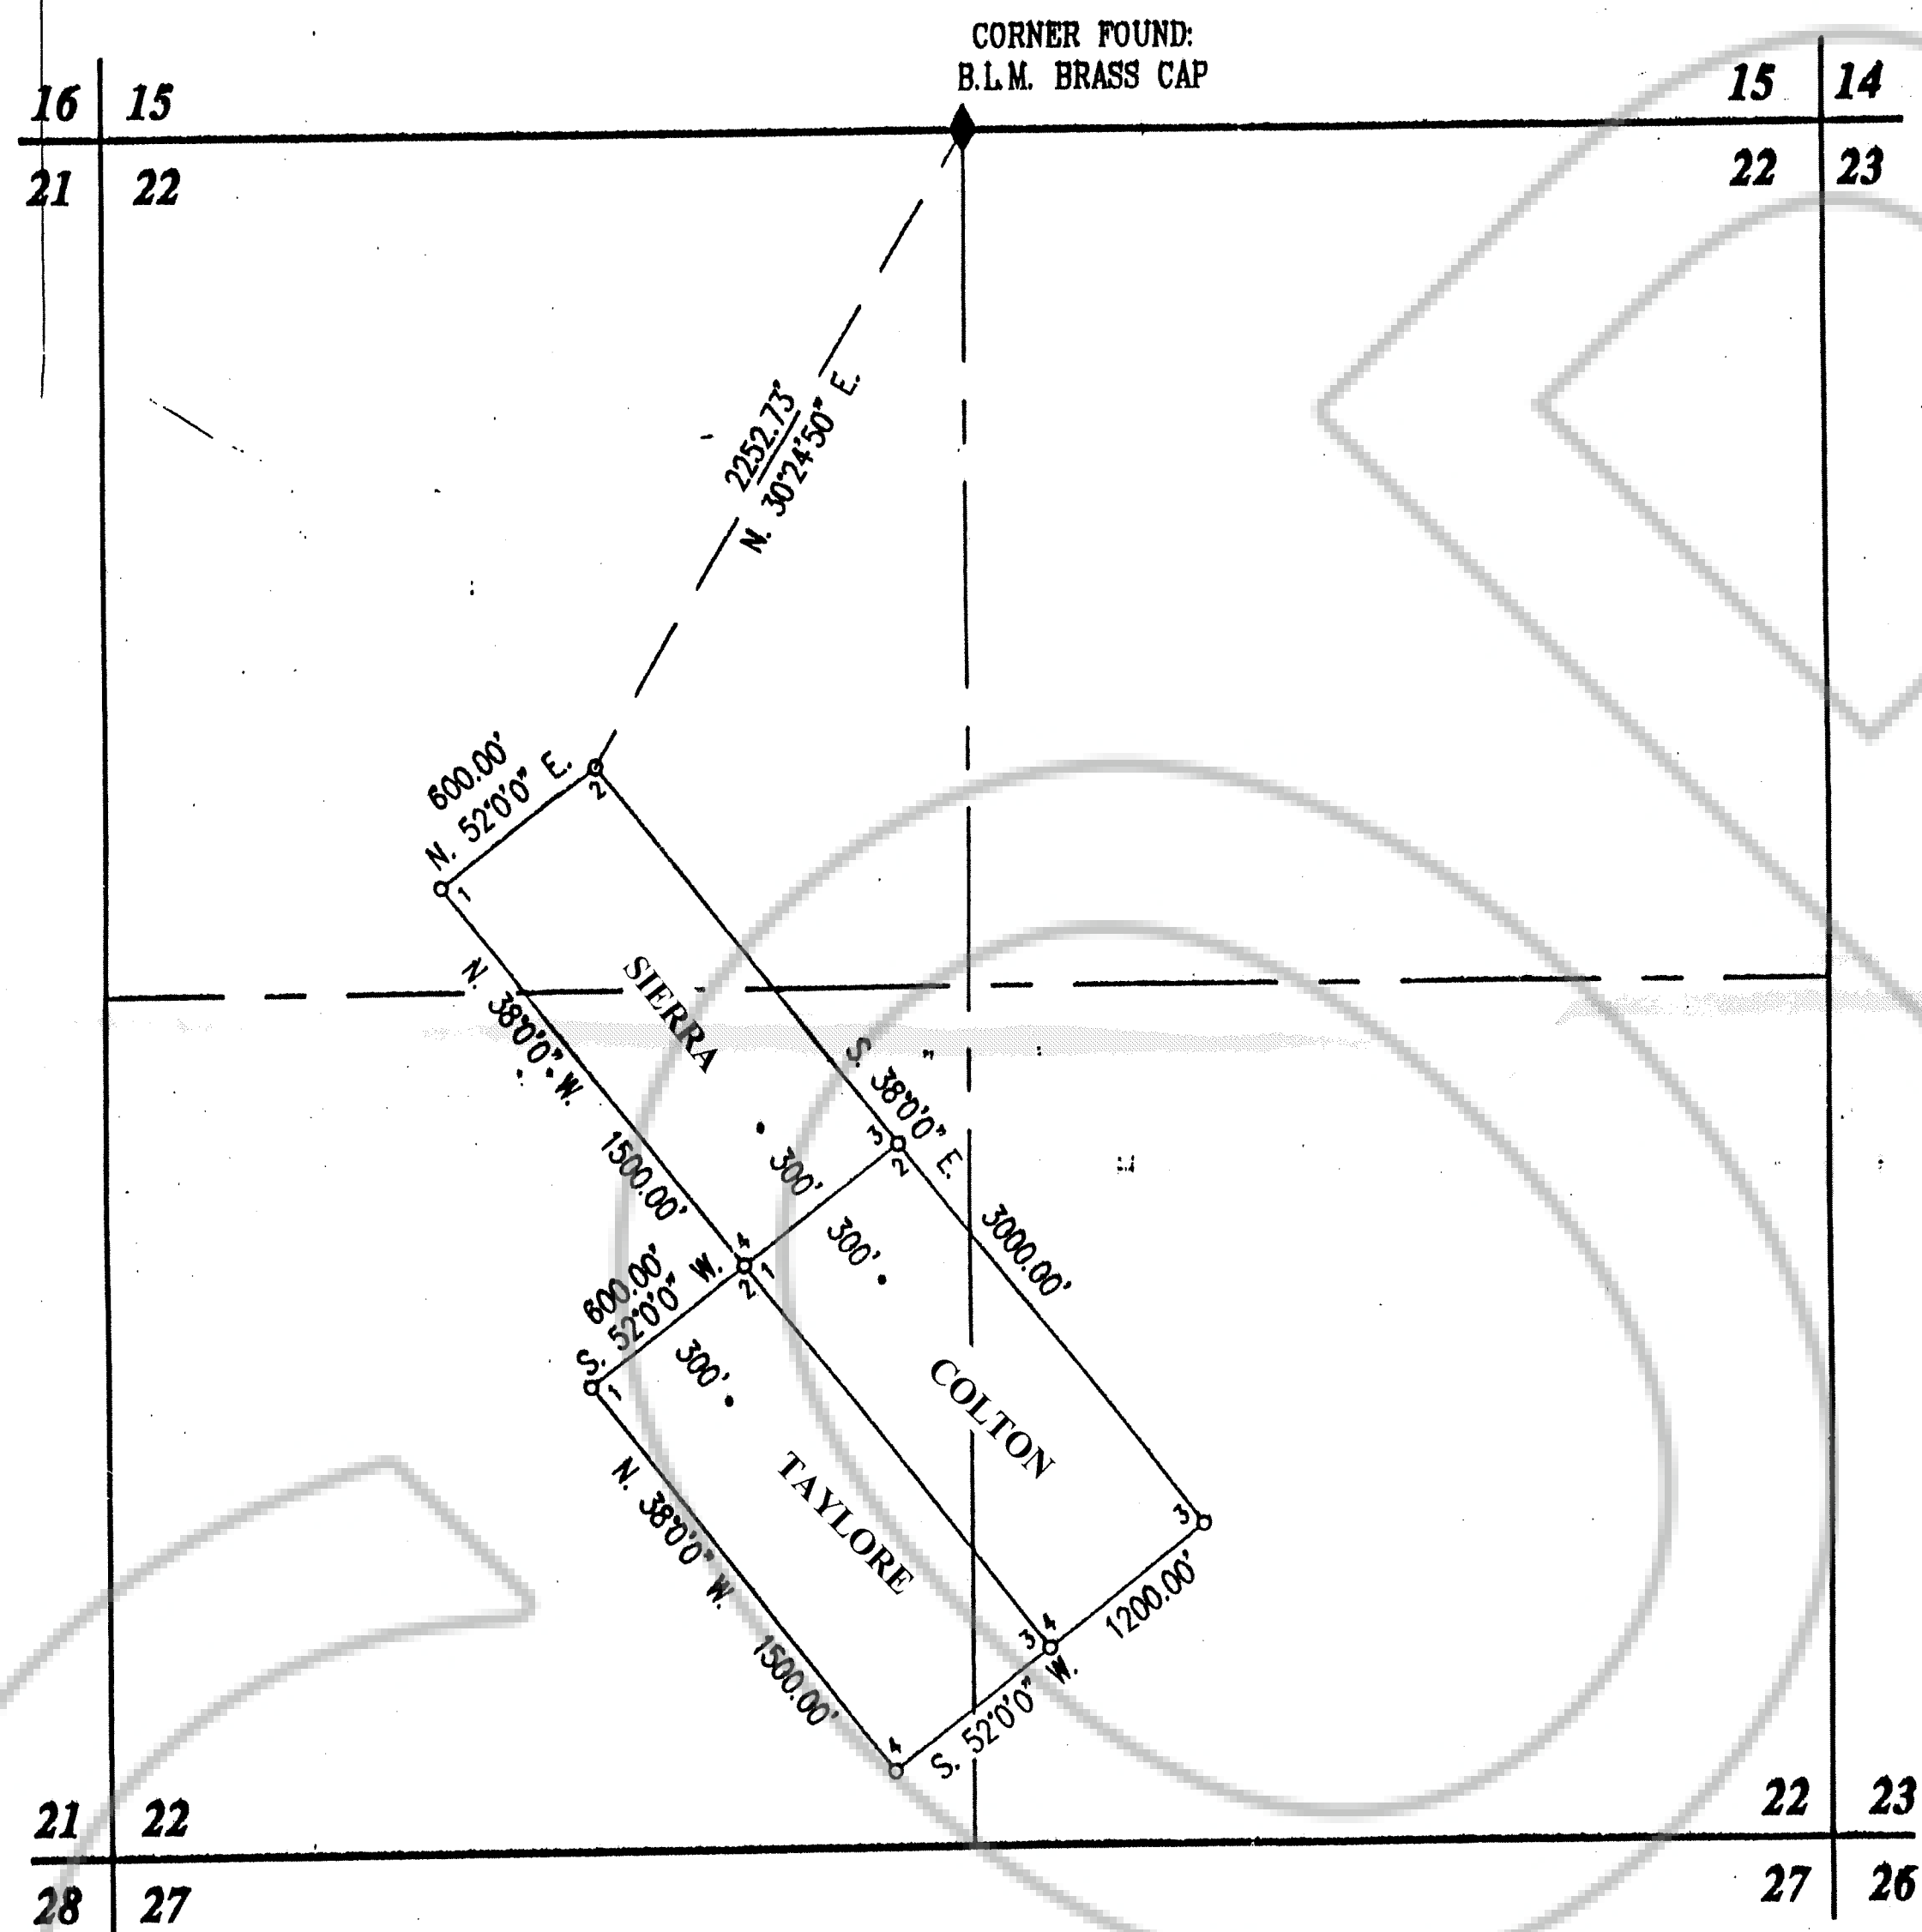 CORNER FOUND:
B.L.M. BRASS CAP
16 15
15 14
21 22
22 23
2252.73'
N. 30°24'50" E.
600.00'
N. 52°0'0" E.
2
1
SIERRA
N. 38°0'0" W.
1500.00'
S. 38°0'0" E.
3000.00'
3
2
300'
300'
4
1
2
600.00'
S. 52°0'0" W.
1
300'
COLTON
TAYLORE
N. 38°0'0" W.
1500.00'
3
1200.00'
3 4
S. 52°0'0" W.
4
21 22
22 23
28 27
27 26